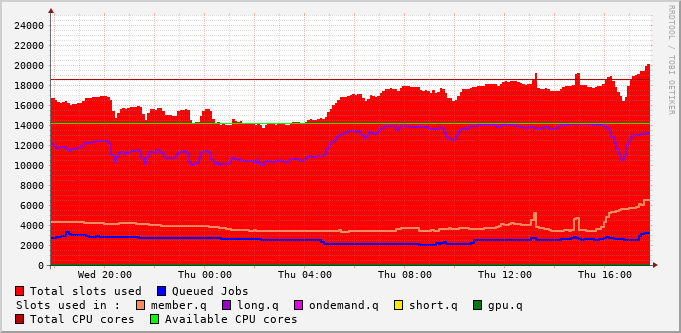 RRDTOOL / TOBI OETIKER
24000
22000
20000
18000
16000
14000
12000
10000
8000
6000
4000
2000
0
Wed 20:00 Thu 00:00 Thu 04:00 Thu 08:00 Thu 12:00 Thu 16:00
Total slots used Queued Jobs
Slots used in : member.q long.q ondemand.q short.q gpu.q
Total CPU cores Available CPU cores